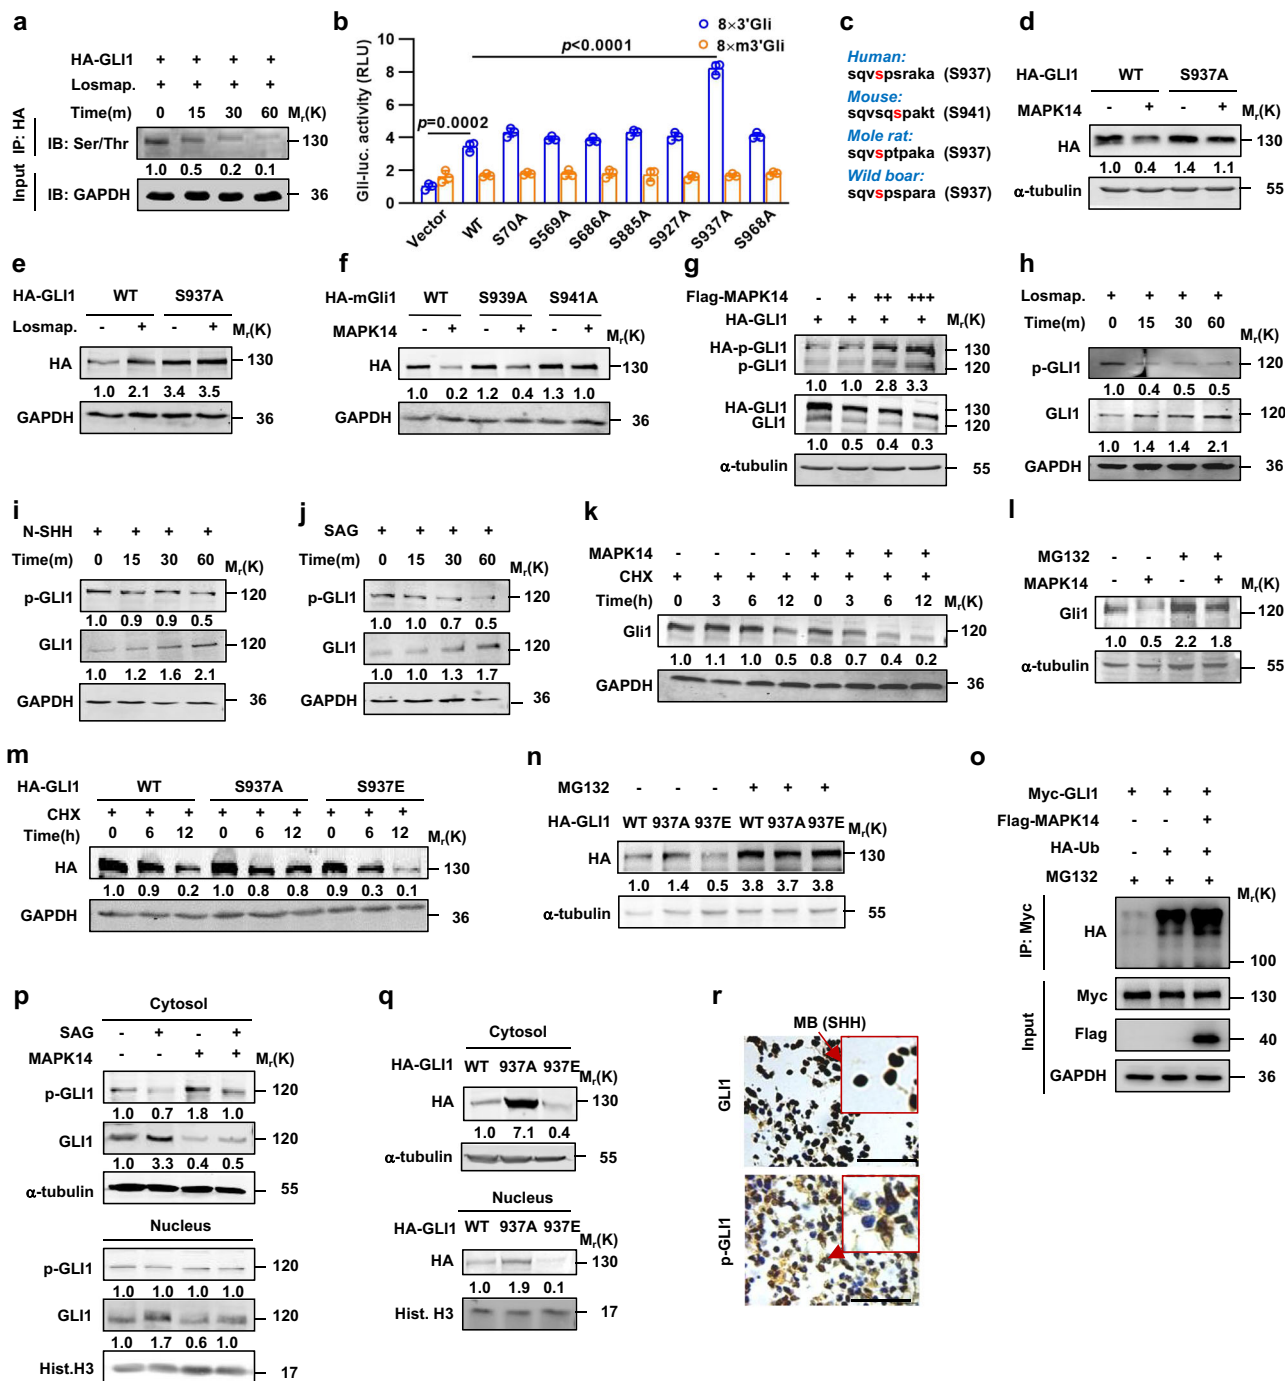 a
HA-GLI1 + + + +
Losmap. + + + +
Time(m) 0 15 30 60 Mr(K)
IP: HA
IB: Ser/Thr 130
1.0 0.5 0.2 0.1
Input
IB: GAPDH 36
b
Gli-luc. activity (RLU)
10
8
6
4
2
0
8×3'Gli
8×m3'Gli
p<0.0001
p=0.0002
Vector WT S70A S569A S686A S885A S927A S937A S968A
c
Human:
sqvspsraka (S937)
Mouse:
sqvsqspakt (S941)
Mole rat:
sqvsptpaka (S937)
Wild boar:
sqvspspara (S937)
d
HA-GLI1 WT S937A
MAPK14 - + - + Mr(K)
HA 130
1.0 0.4 1.4 1.1
α-tubulin 55
e
HA-GLI1 WT S937A
Losmap. - + - + Mr(K)
HA 130
1.0 2.1 3.4 3.5
GAPDH 36
f
HA-mGli1 WT S939A S941A
MAPK14 - + - + - + Mr(K)
HA 130
1.0 0.2 1.2 0.4 1.3 1.0
GAPDH 36
g
Flag-MAPK14 - + ++ +++
HA-GLI1 + + + + Mr(K)
HA-p-GLI1 130
p-GLI1 120
1.0 1.0 2.8 3.3
HA-GLI1 130
GLI1 120
1.0 0.5 0.4 0.3
α-tubulin 55
h
Losmap. + + + +
Time(m) 0 15 30 60 Mr(K)
p-GLI1 120
1.0 0.4 0.5 0.5
GLI1 120
1.0 1.4 1.4 2.1
GAPDH 36
i
N-SHH + + + +
Time(m) 0 15 30 60 Mr(K)
p-GLI1 120
1.0 0.9 0.9 0.5
GLI1 120
1.0 1.2 1.6 2.1
GAPDH 36
j
SAG + + + +
Time(m) 0 15 30 60 Mr(K)
p-GLI1 120
1.0 1.0 0.7 0.5
GLI1 120
1.0 1.0 1.3 1.7
GAPDH 36
k
MAPK14 - - - - + + + +
CHX + + + + + + + +
Time(h) 0 3 6 12 0 3 6 12 Mr(K)
Gli1 120
1.0 1.1 1.0 0.5 0.8 0.7 0.4 0.2
GAPDH 36
l
MG132 - - + +
MAPK14 - + - + Mr(K)
Gli1 120
1.0 0.5 2.2 1.8
α-tubulin 55
m
HA-GLI1 WT S937A S937E
CHX + + + + + + + + +
Time(h) 0 6 12 0 6 12 0 6 12 Mr(K)
HA 130
1.0 0.9 0.2 1.0 0.8 0.8 0.9 0.3 0.1
GAPDH 36
n
MG132 - - - + + +
HA-GLI1 WT 937A 937E WT 937A 937E Mr(K)
HA 130
1.0 1.4 0.5 3.8 3.7 3.8
α-tubulin 55
o
Myc-GLI1 + + +
Flag-MAPK14 +
HA-Ub - + +
MG132 + + +
Mr(K)
IP: Myc
HA
100
Input
Myc 130
Flag 40
GAPDH 36
p
Cytosol
SAG - + - +
MAPK14 - - + + Mr(K)
p-GLI1 120
1.0 0.7 1.8 1.0
GLI1 120
1.0 3.3 0.4 0.5
α-tubulin 55
Nucleus
p-GLI1 120
1.0 1.0 1.0 1.0
GLI1 120
1.0 1.7 0.6 1.0
Hist.H3 17
q
Cytosol
HA-GLI1 WT 937A 937E Mr(K)
HA 130
1.0 7.1 0.4
α-tubulin 55
Nucleus
HA-GLI1 WT 937A 937E Mr(K)
HA 130
1.0 1.9 0.1
Hist. H3 17
r
MB (SHH)
GLI1
p-GLI1